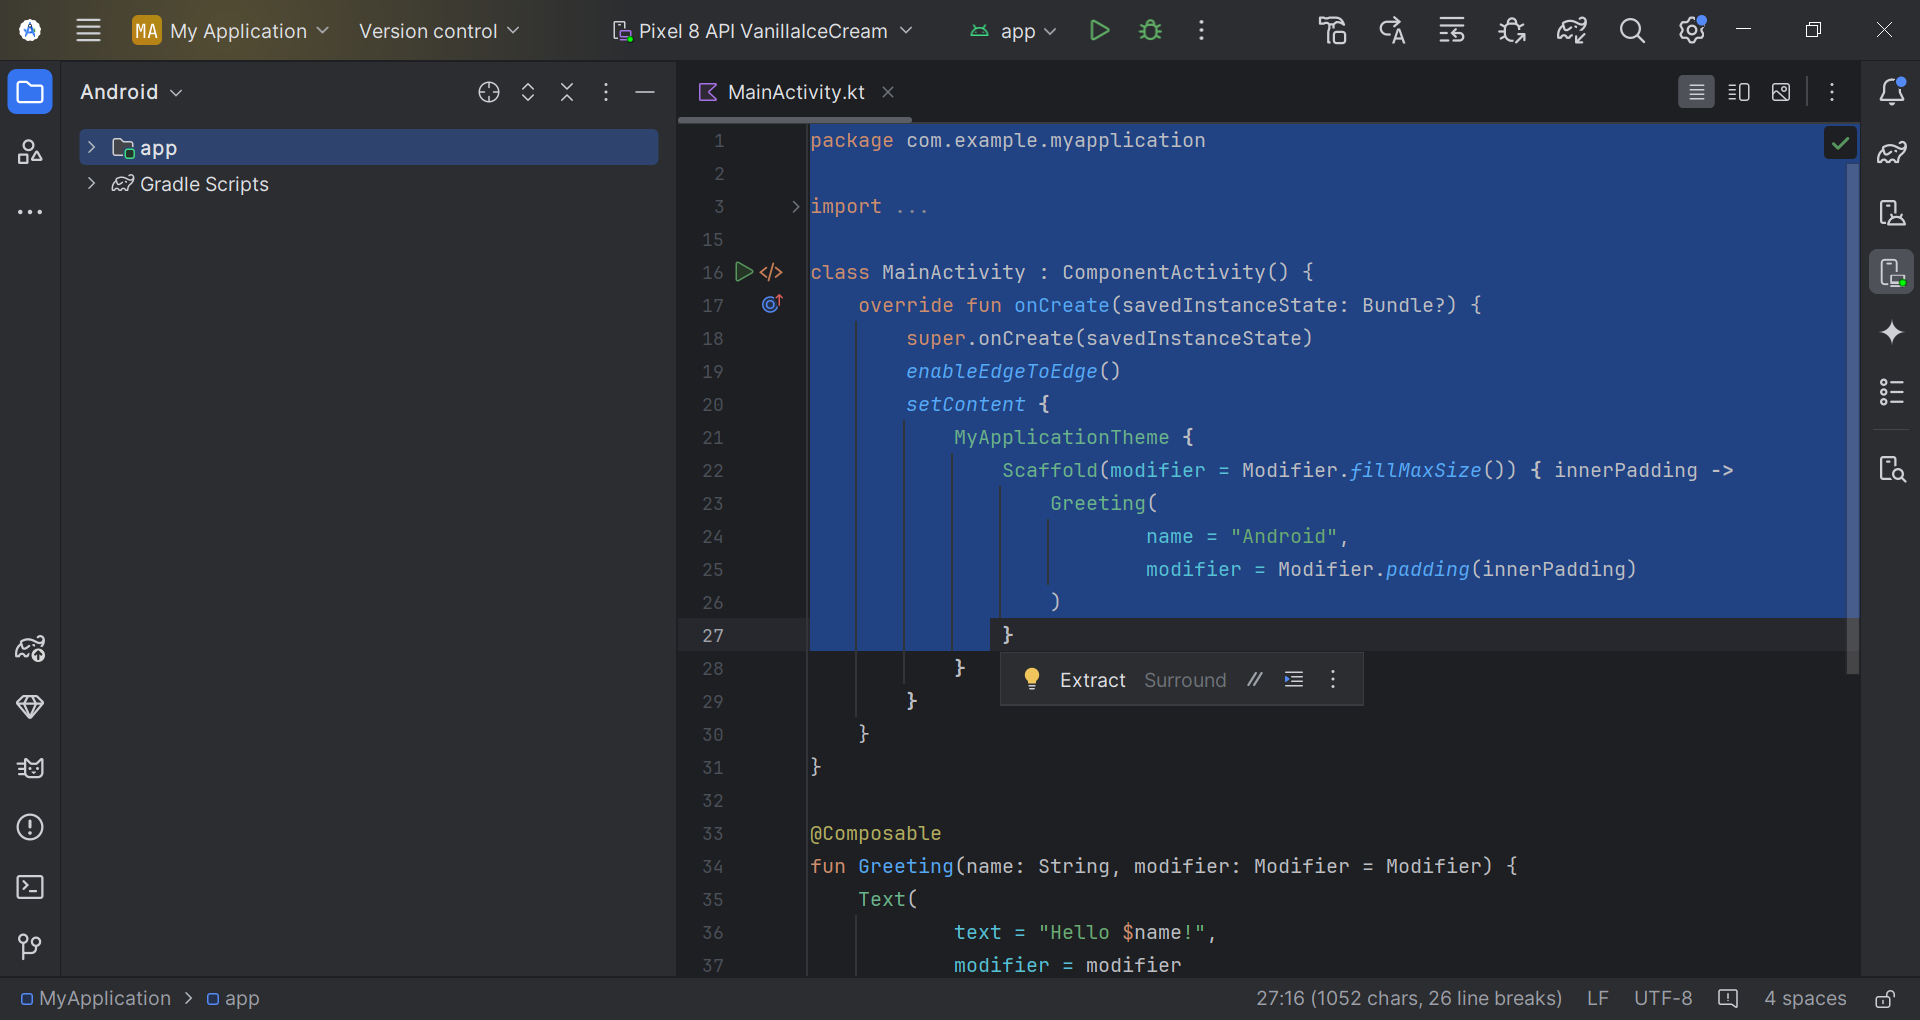 MA My Application Version control Pixel 8 API VanillaIceCream app
Android
MainActivity.kt
app
Gradle Scripts
1 package com.example.myapplication
2
3 import ...
15
16 class MainActivity : ComponentActivity() {
17 override fun onCreate(savedInstanceState: Bundle?) {
18 super.onCreate(savedInstanceState)
19 enableEdgeToEdge()
20 setContent {
21 MyApplicationTheme {
22 Scaffold(modifier = Modifier.fillMaxSize()) { innerPadding ->
23 Greeting(
24 name = "Android",
25 modifier = Modifier.padding(innerPadding)
26 )
27 }
28 }
Extract Surround //
29 }
30 }
31 }
32
33 @Composable
34 fun Greeting(name: String, modifier: Modifier = Modifier) {
35 Text(
36 text = "Hello $name!",
37 modifier = modifier
MyApplication > app
27:16 (1052 chars, 26 line breaks) LF UTF-8 4 spaces